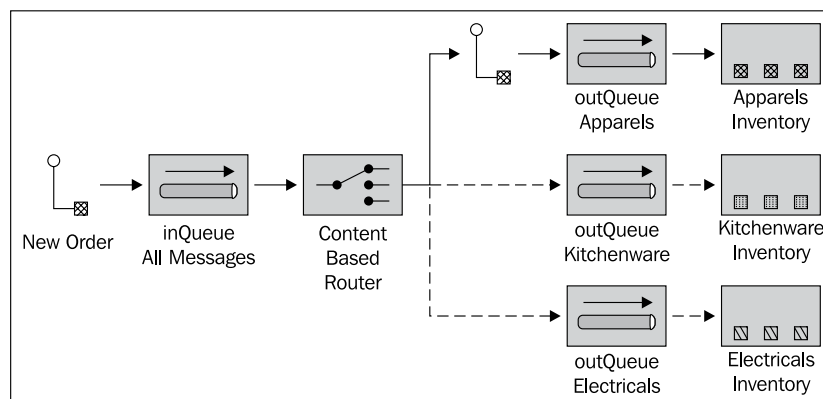 outQueue
Apparels
Apparels
Inventory
New Order
inQueue
All Messages
Content
Based
Router
outQueue
Kitchenware
Kitchenware
Inventory
outQueue
Electricals
Electricals
Inventory